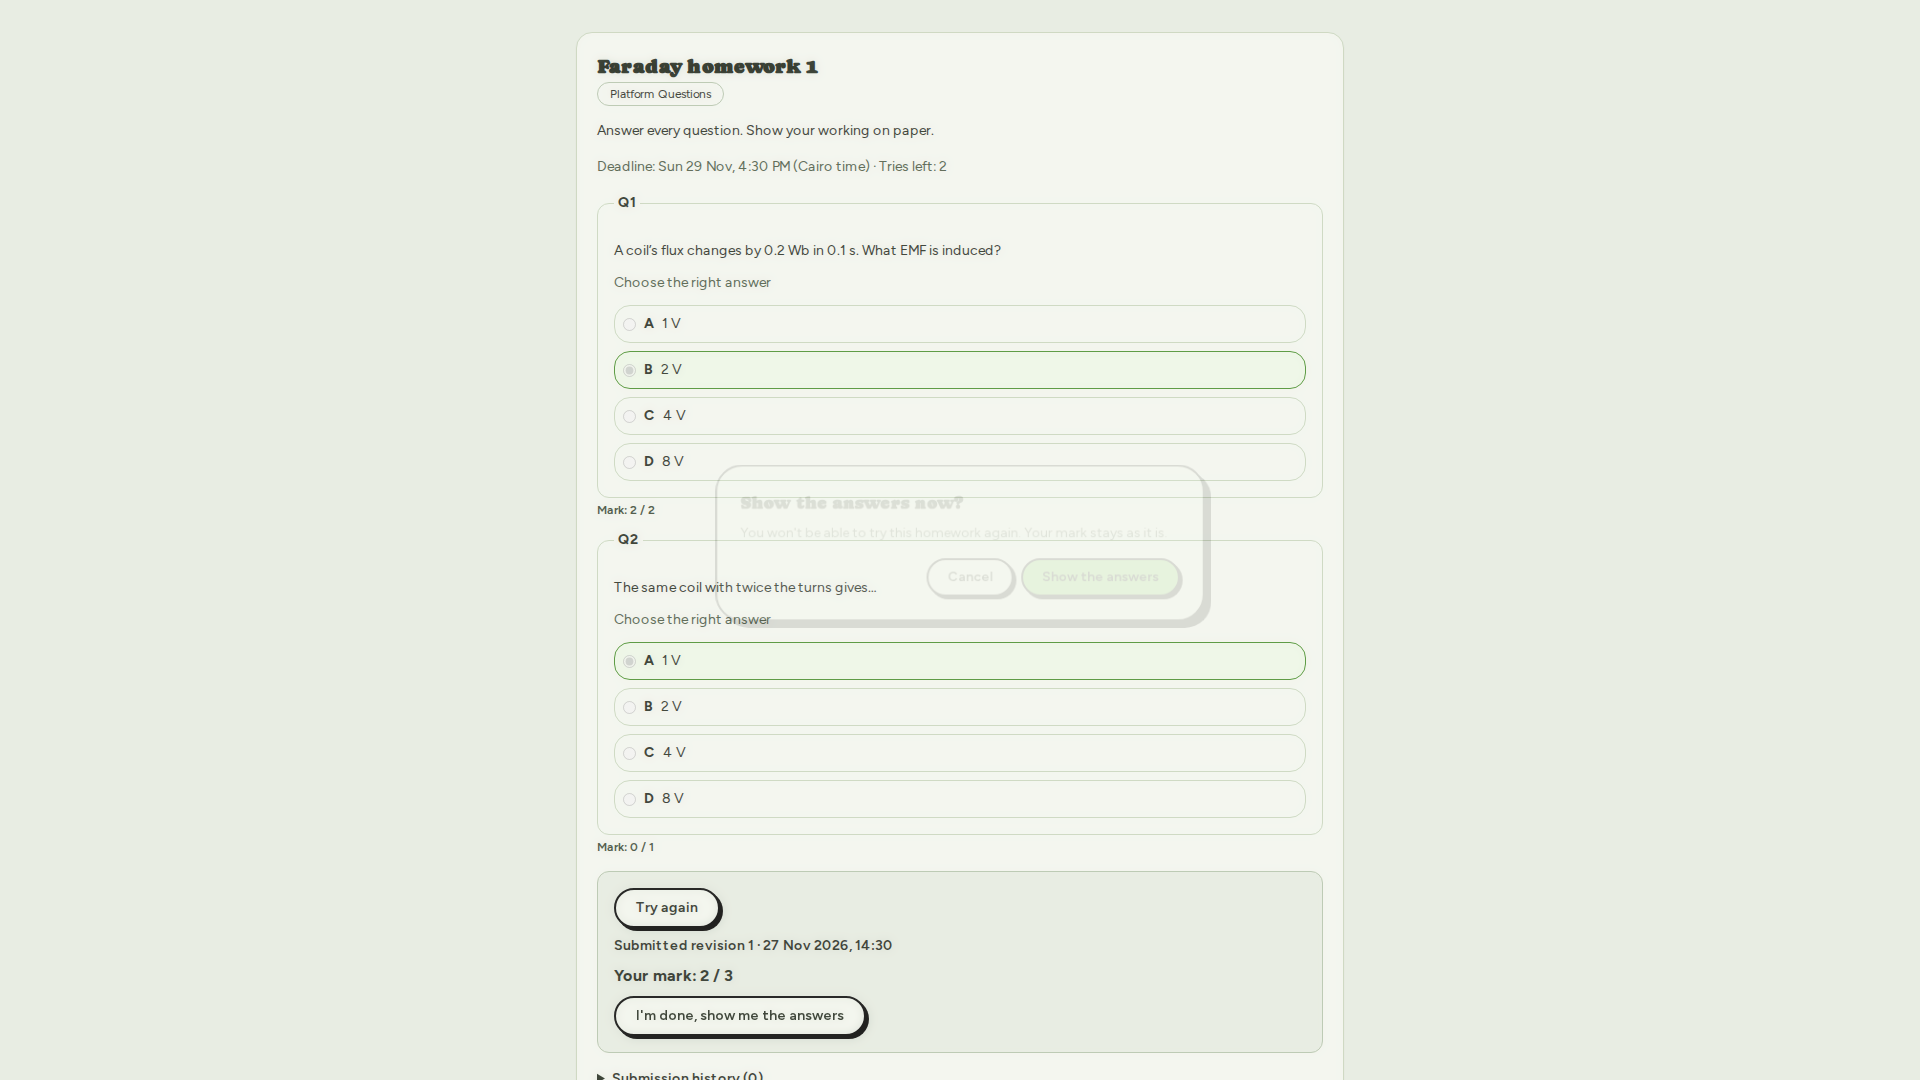 Faraday homework 1
Platform Questions
Answer every question. Show your working on paper.
Deadline: Sun 29 Nov, 4:30 PM (Cairo time) · Tries left: 2
Q1
A coil's flux changes by 0.2 Wb in 0.1 s. What EMF is induced?
Choose the right answer
A 1 V
B 2 V
C 4 V
D 8 V
Mark: 2 / 2
Show the answers now?
You won't be able to try this homework again. Your mark stays as it is.
Cancel
Show the answers
Q2
The same coil with twice the turns gives...
Choose the right answer
A 1 V
B 2 V
C 4 V
D 8 V
Mark: 0 / 1
Try again
Submitted revision 1 · 27 Nov 2026, 14:30
Your mark: 2 / 3
I'm done, show me the answers
Submission history (0)